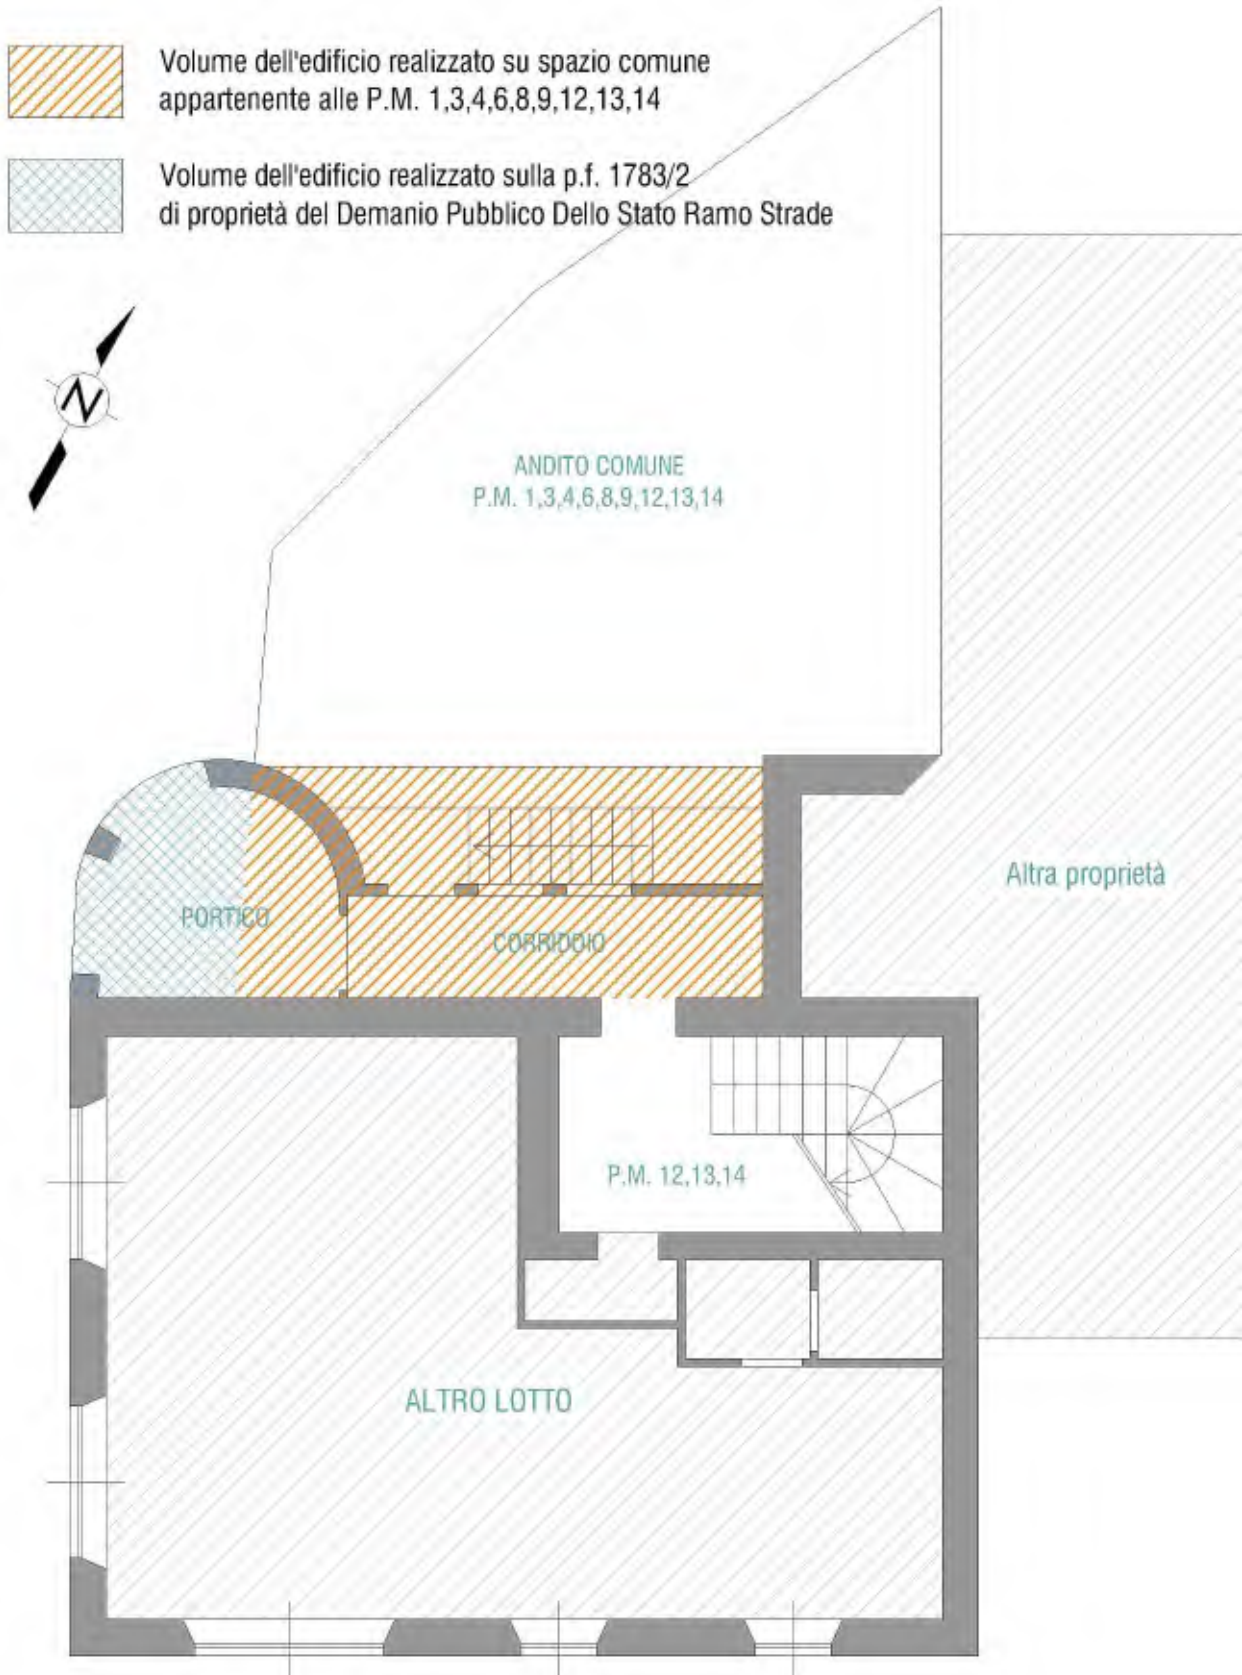 Volume dell'edificio realizzato su spazio comune
appartenente alle P.M. 1,3,4,6,8,9,12,13,14
Volume dell'edificio realizzato sulla p.f. 1783/2
di proprietà del Demanio Pubblico Dello Stato Ramo Strade
N
ANDITO COMUNE
P.M. 1,3,4,6,8,9,12,13,14
Altra proprietà
PORTICO
CORRIDOIO
P.M. 12,13,14
ALTRO LOTTO